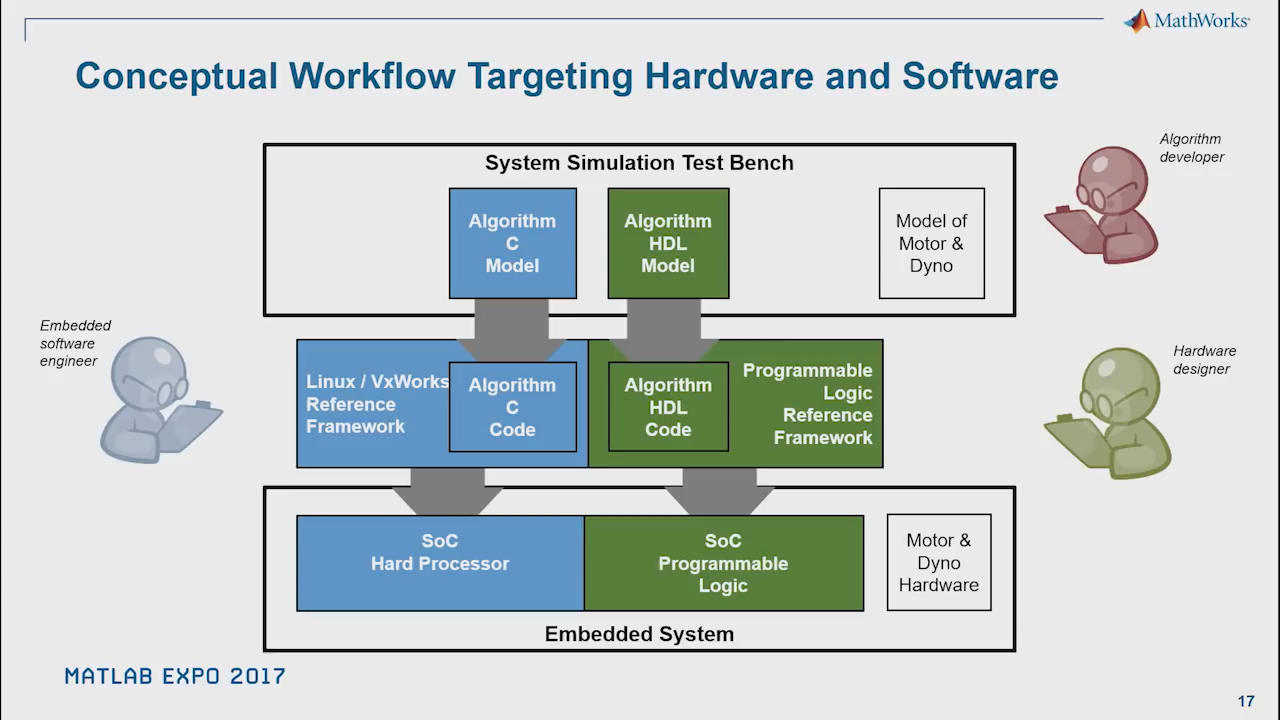 MathWorks®
Conceptual Workflow Targeting Hardware and Software
Algorithm
developer
System Simulation Test Bench
Algorithm
C
Model
Algorithm
HDL
Model
Model of
Motor &
Dyno
Embedded
software
engineer
Linux / VxWorks
Reference
Framework
Algorithm
C
Code
Algorithm
HDL
Code
Programmable
Logic
Reference
Framework
Hardware
designer
SoC
Hard Processor
SoC
Programmable
Logic
Motor &
Dyno
Hardware
Embedded System
MATLAB EXPO 2017
17